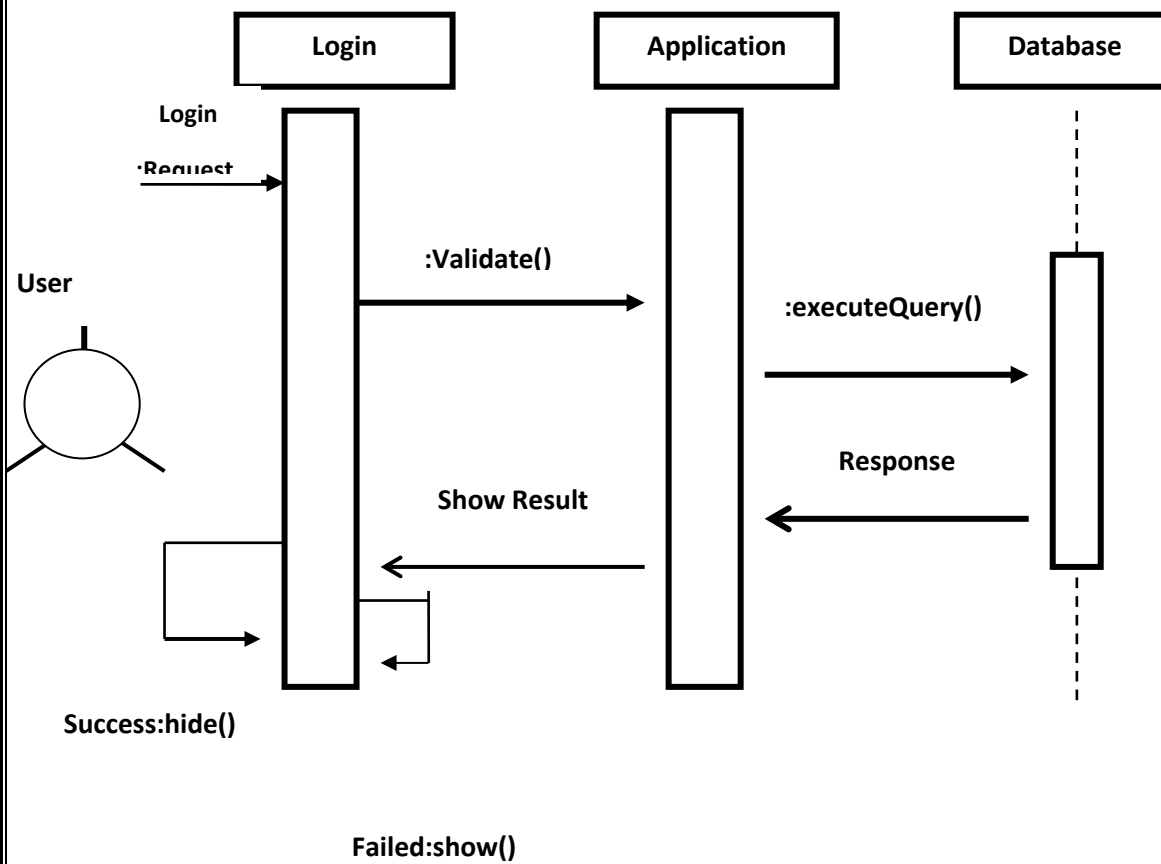 Login
Application
Database
Login
:Request
:Validate()
User
:executeQuery()
Response
Show Result
Success:hide()
Failed:show()